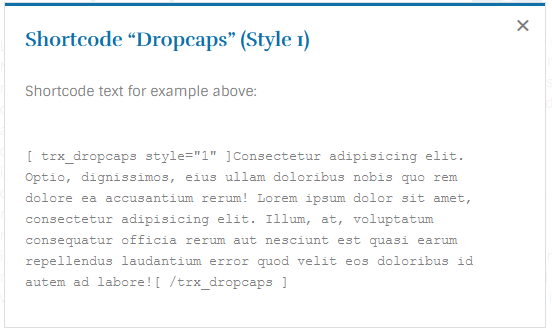 Shortcode “Dropcaps” (Style 1)
Shortcode text for example above:
[ trx_dropcaps style="1" ]Consectetur adipisicing elit.
Optio, dignissimos, eius ullam doloribus nobis quo rem
dolore ea accusantium rerum! Lorem ipsum dolor sit amet,
consectetur adipisicing elit. Illum, at, voluptatum
consequatur officia rerum aut nesciunt est quasi earum
repellendus laudantium error quod velit eos doloribus id
autem ad labore![ /trx_dropcaps ]